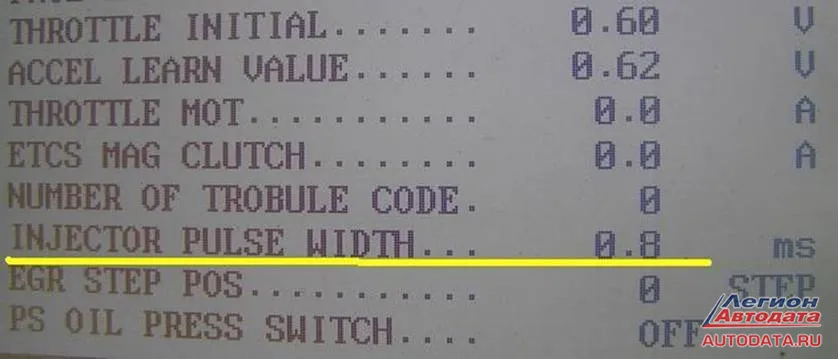 THROTTLE INITIAL....... 0.60 V
ACCEL LEARN VALUE...... 0.62 V
THROTTLE MOT........... 0.0 A
ETCS MAG CLUTCH........ 0.0 A
NUMBER OF TROBULE CODE. 0
INJECTOR PULSE WIDTH... 0.8 ms
EGR STEP POS........... 0 STEP
PS OIL PRESS SWITCH.... OFF
Легион
Автодата
AUTODATA.RU